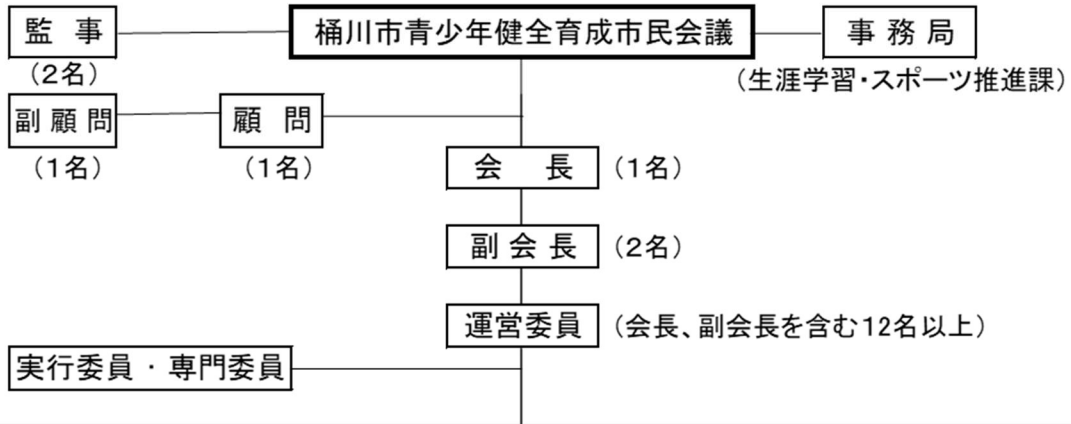 監事
桶川市青少年健全育成市民会議
事務局
（2名）
（生涯学習・スポーツ推進課）
副顧問
顧問
（1名）
（1名）
会長
（1名）
副会長
（2名）
運営委員
（会長、副会長を含む12名以上）
実行委員・専門委員